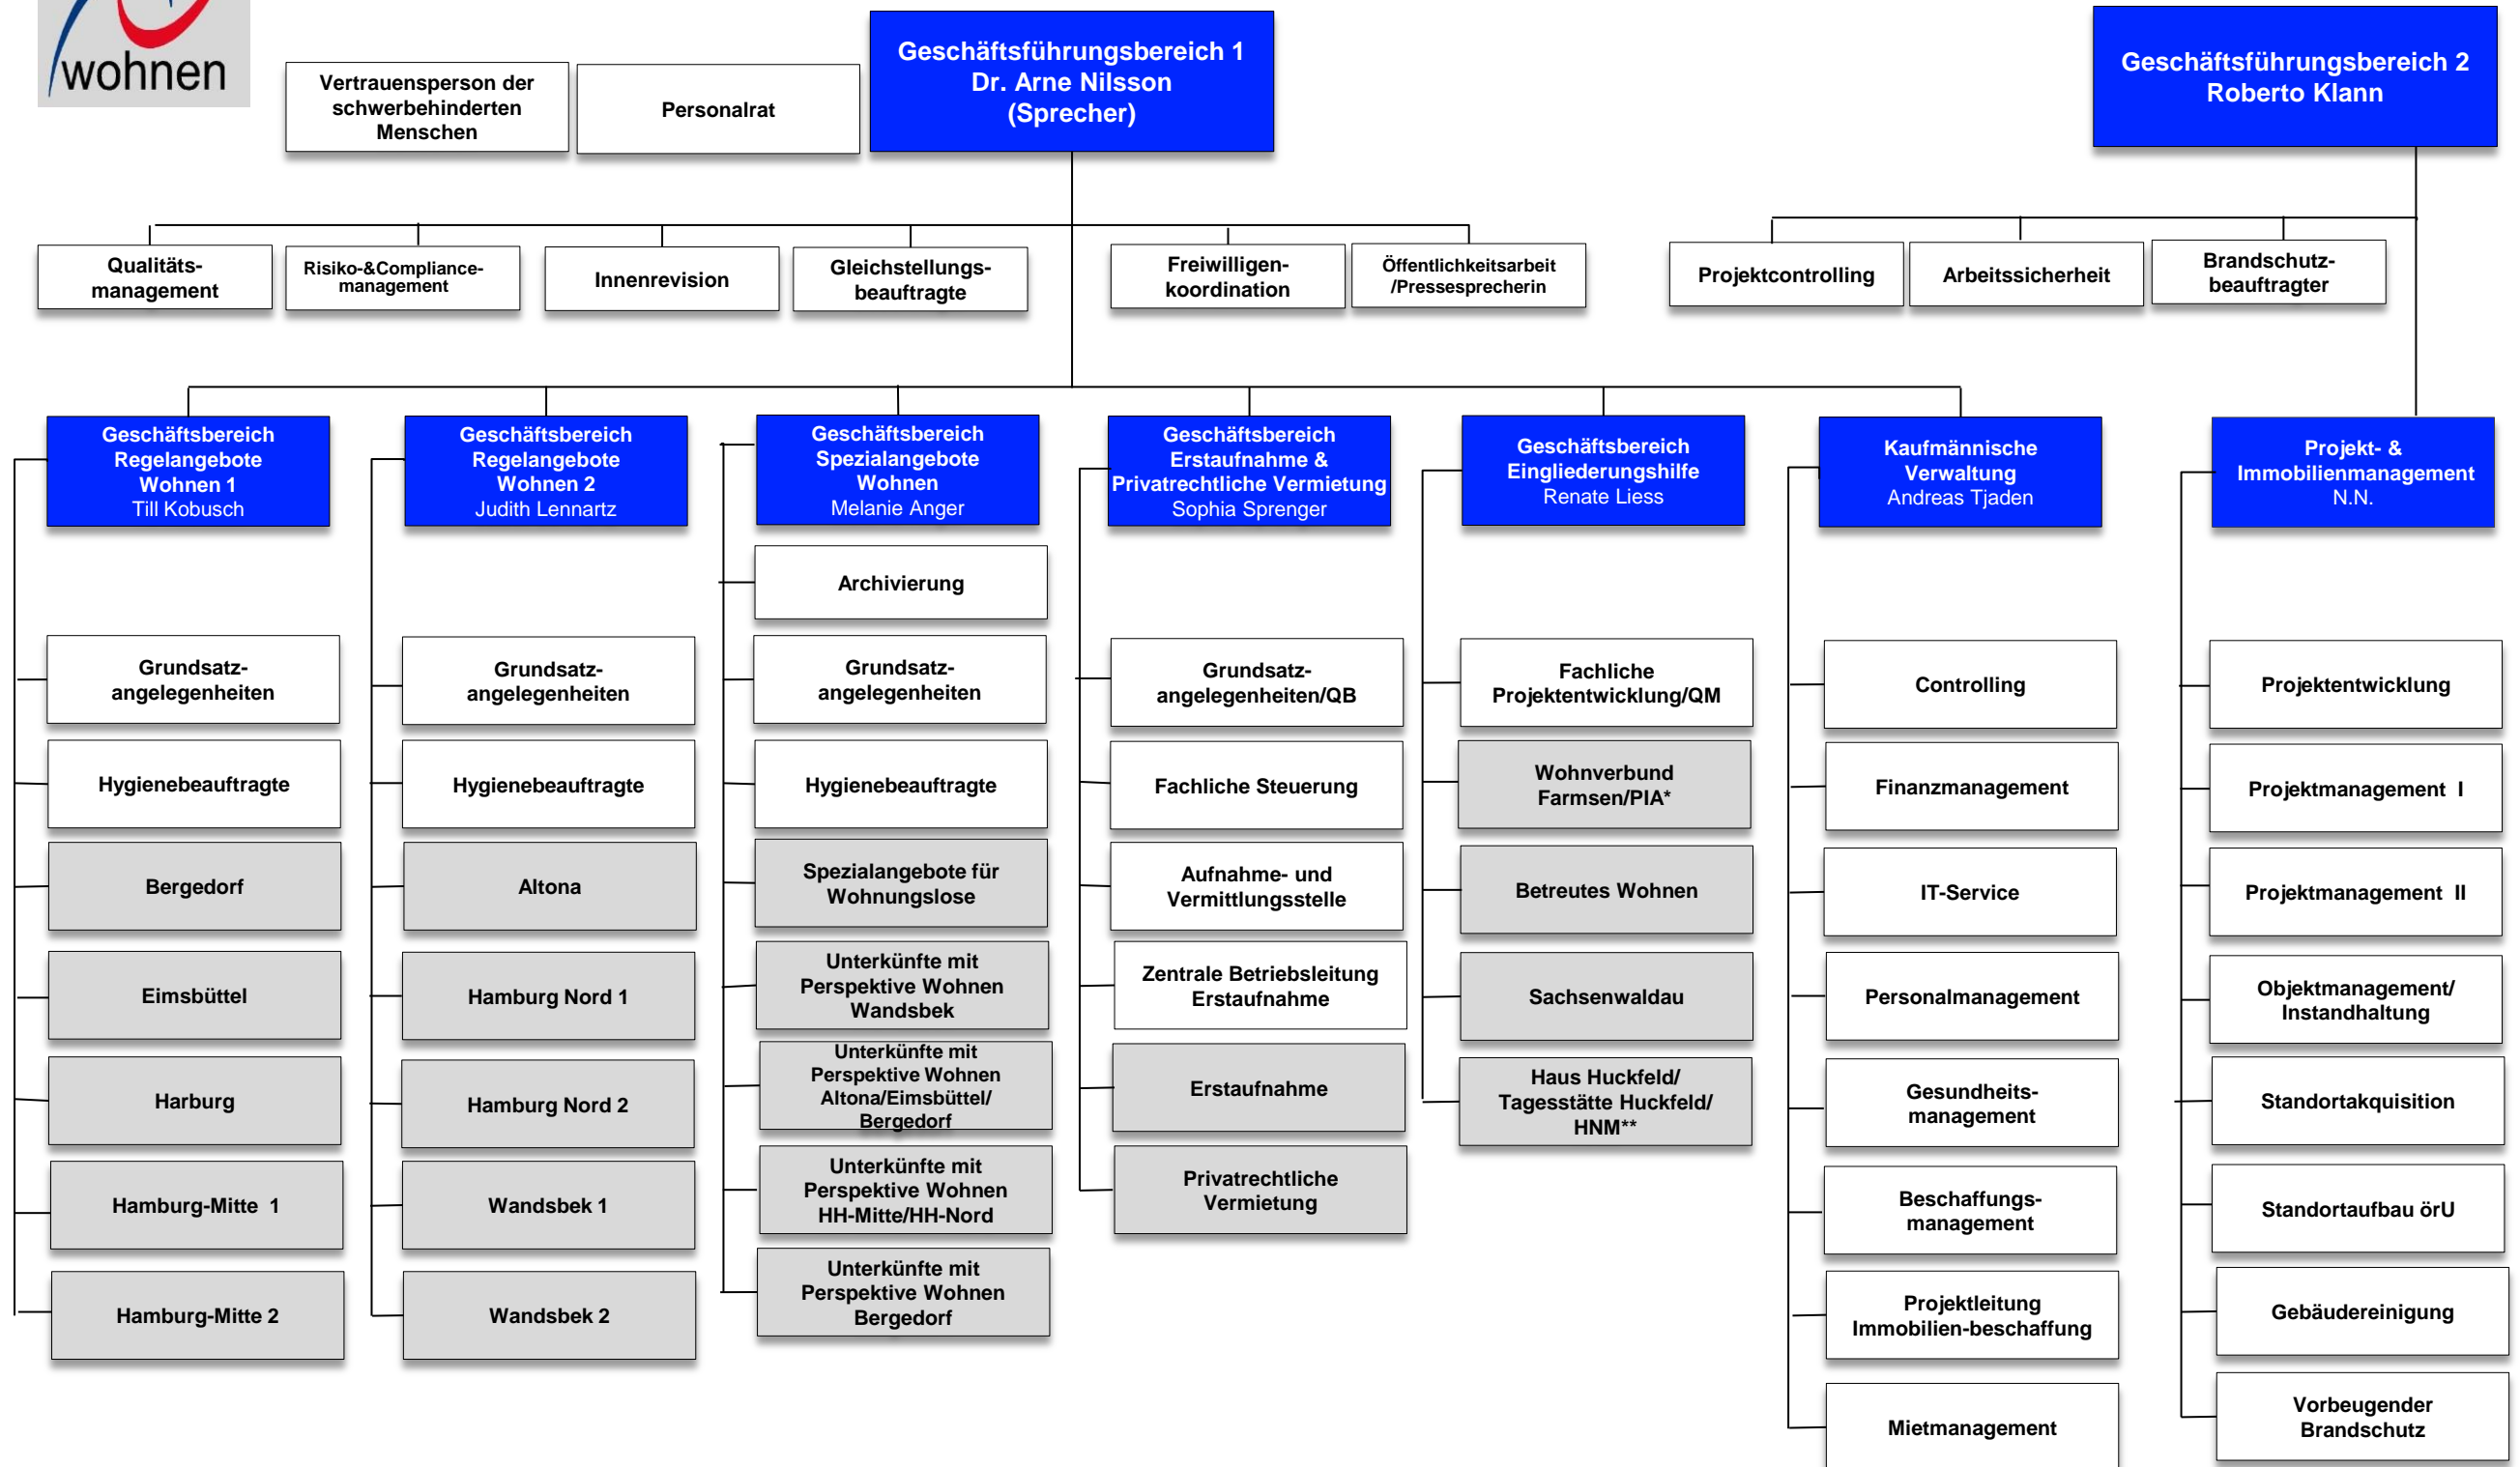 wohnen
Vertrauensperson der
schwerbehinderten
Menschen
Personalrat
Geschäftsführungsbereich 1
Dr. Arne Nilsson
(Sprecher)
Geschäftsführungsbereich 2
Roberto Klann
Qualitäts-
management
Risiko-&Compliance-
management
Innenrevision
Gleichstellungs-
beauftragte
Freiwilligen-
koordination
Öffentlichkeitsarbeit
/Pressesprecherin
Projektcontrolling
Arbeitssicherheit
Brandschutz-
beauftragter
Geschäftsbereich
Regelangebote
Wohnen 1
Till Kobusch
Grundsatz-
angelegenheiten
Hygienebeauftragte
Bergedorf
Eimsbüttel
Harburg
Hamburg-Mitte 1
Hamburg-Mitte 2
Geschäftsbereich
Regelangebote
Wohnen 2
Judith Lennartz
Grundsatz-
angelegenheiten
Hygienebeauftragte
Altona
Hamburg Nord 1
Hamburg Nord 2
Wandsbek 1
Wandsbek 2
Geschäftsbereich
Spezialangebote
Wohnen
Melanie Anger
Archivierung
Grundsatz-
angelegenheiten
Hygienebeauftragte
Spezialangebote für
Wohnungslose
Unterkünfte mit
Perspektive Wohnen
Wandsbek
Unterkünfte mit
Perspektive Wohnen
Altona/Eimsbüttel/
Bergedorf
Unterkünfte mit
Perspektive Wohnen
HH-Mitte/HH-Nord
Unterkünfte mit
Perspektive Wohnen
Bergedorf
Geschäftsbereich
Erstaufnahme &
Privatrechtliche Vermietung
Sophia Sprenger
Grundsatz-
angelegenheiten/QB
Fachliche Steuerung
Aufnahme- und
Vermittlungsstelle
Zentrale Betriebsleitung
Erstaufnahme
Erstaufnahme
Privatrechtliche
Vermietung
Geschäftsbereich
Eingliederungshilfe
Renate Liess
Fachliche
Projektentwicklung/QM
Wohnverbund
Farmsen/PIA*
Betreutes Wohnen
Sachsenwaldau
Haus Huckfeld/
Tagesstätte Huckfeld/
HNM**
Kaufmännische
Verwaltung
Andreas Tjaden
Controlling
Finanzmanagement
IT-Service
Personalmanagement
Gesundheits-
management
Beschaffungs-
management
Projektleitung
Immobilien-beschaffung
Mietmanagement
Projekt- &
Immobilienmanagement
N.N.
Projektentwicklung
Projektmanagement I
Projektmanagement II
Objektmanagement/
Instandhaltung
Standortakquisition
Standortaufbau örU
Gebäudereinigung
Vorbeugender
Brandschutz